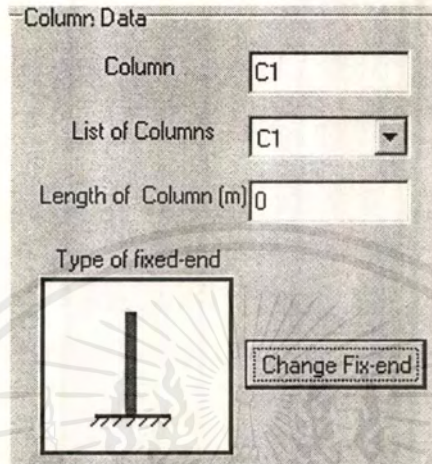 Column Data
Column C1
List of Columns C1
Length of Column (m) 0
Type of fixed-end
Change Fix-end